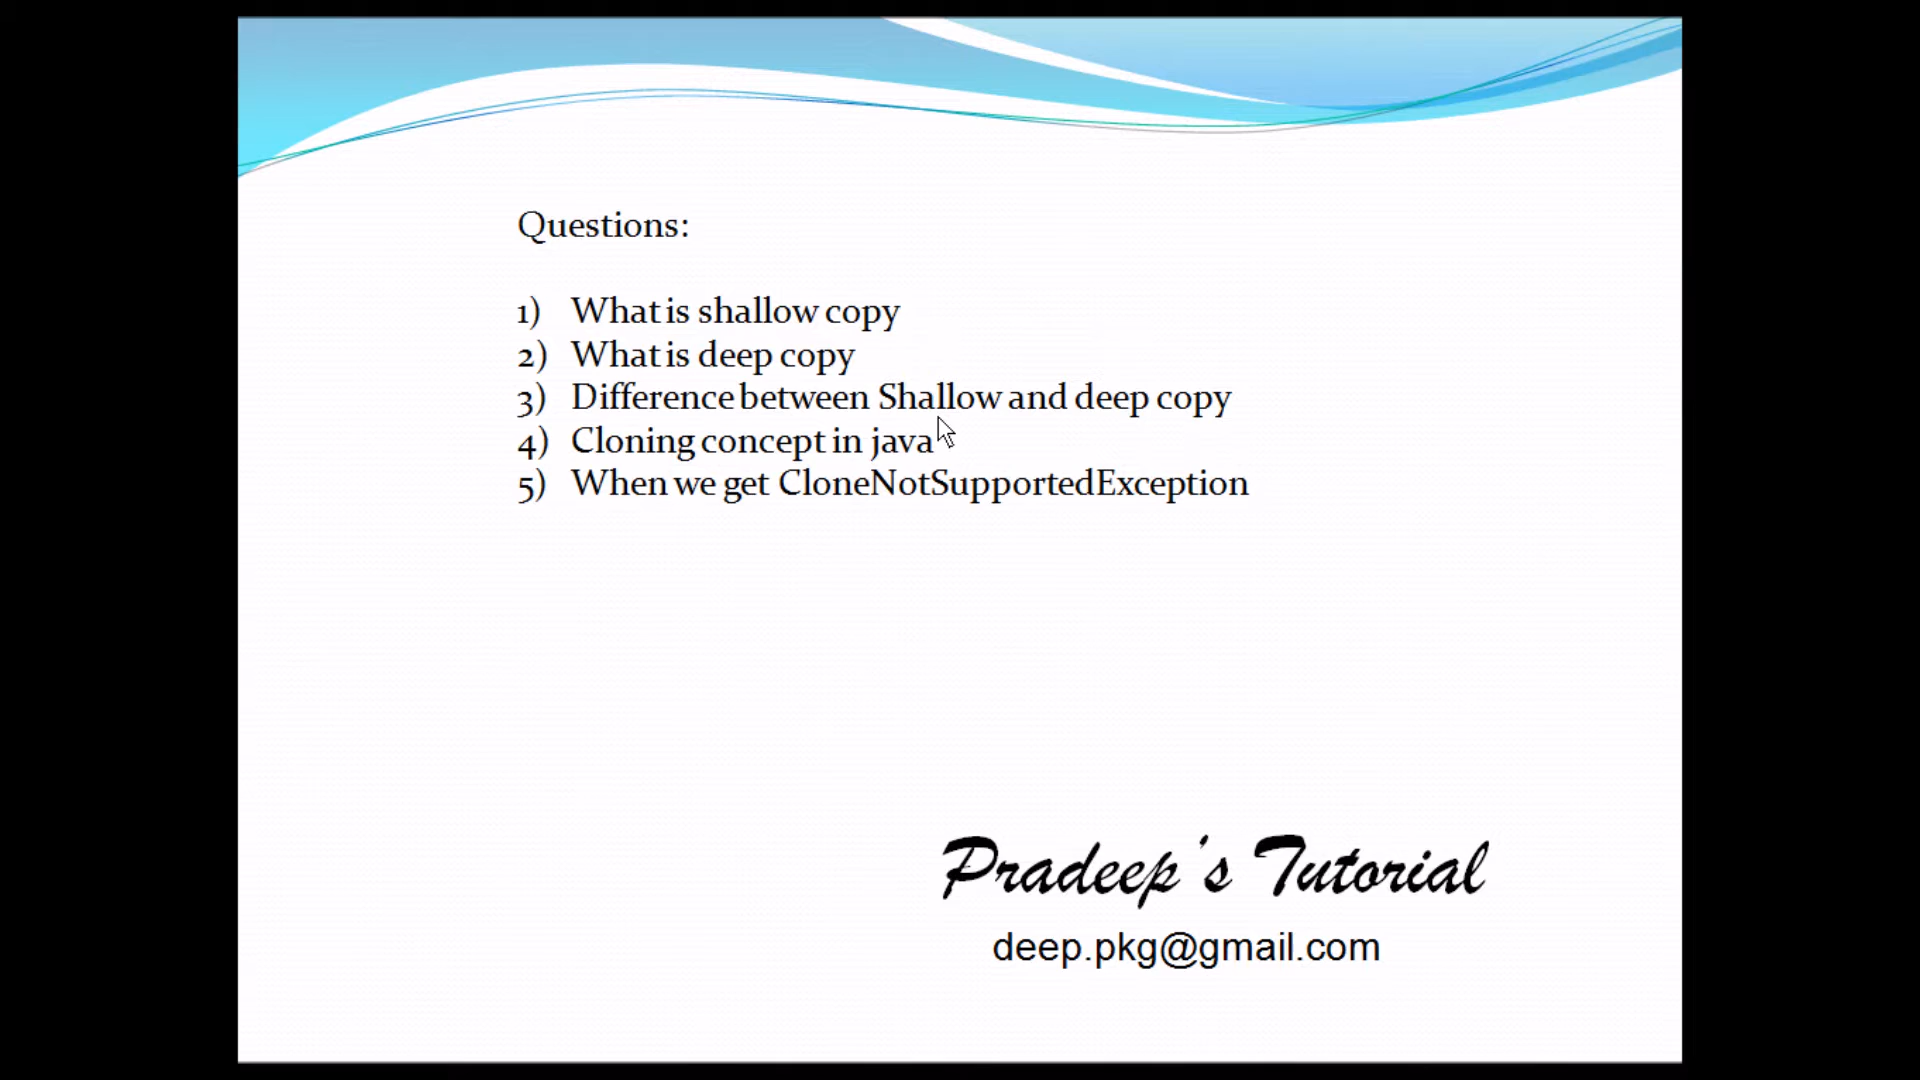 Questions:
1) What is shallow copy
2) What is deep copy
3) Difference between Shallow and deep copy
4) Cloning concept in java
5) When we get CloneNotSupportedException
Pradeep's Tutorial
deep.pkg@gmail.com